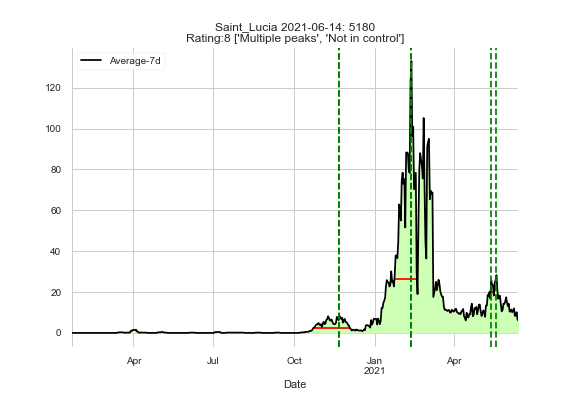 Saint_Lucia 2021-06-14: 5180
Rating:8 ['Multiple peaks', 'Not in control']
Average-7d
120
100
80
60
40
20
0
Apr
Jul
Oct
Jan
2021
Apr
Date